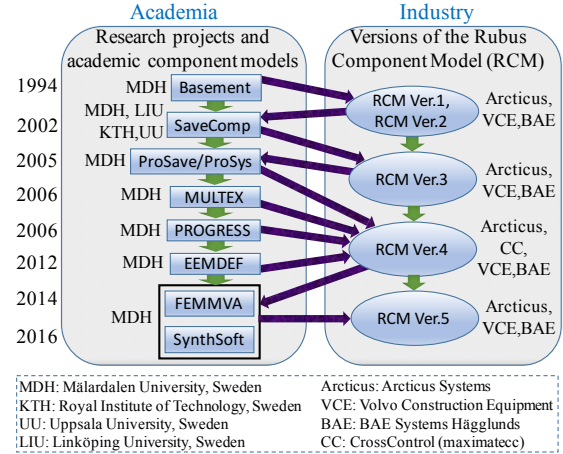 Academia
Industry
Research projects and
academic component models
Versions of the Rubus
Component Model (RCM)
1994
MDH
Basement
RCM Ver.1,
RCM Ver.2
Arcticus,
VCE,BAE
MDH, LIU
KTH,UU
2002
SaveComp
2005
MDH
ProSave/ProSys
RCM Ver.3
Arcticus,
VCE,BAE
2006
MDH
MULTEX
2006
MDH
PROGRESS
RCM Ver.4
Arcticus,
CC,
VCE,BAE
2012
MDH
EEMDEF
2014
MDH
FEMMVA
RCM Ver.5
Arcticus,
VCE,BAE
2016
SynthSoft
MDH: Mälardalen University, Sweden
KTH: Royal Institute of Technology, Sweden
UU: Uppsala University, Sweden
LIU: Linköping University, Sweden
Arcticus: Arcticus Systems
VCE: Volvo Construction Equipment
BAE: BAE Systems Hägglunds
CC: CrossControl (maximatecc)